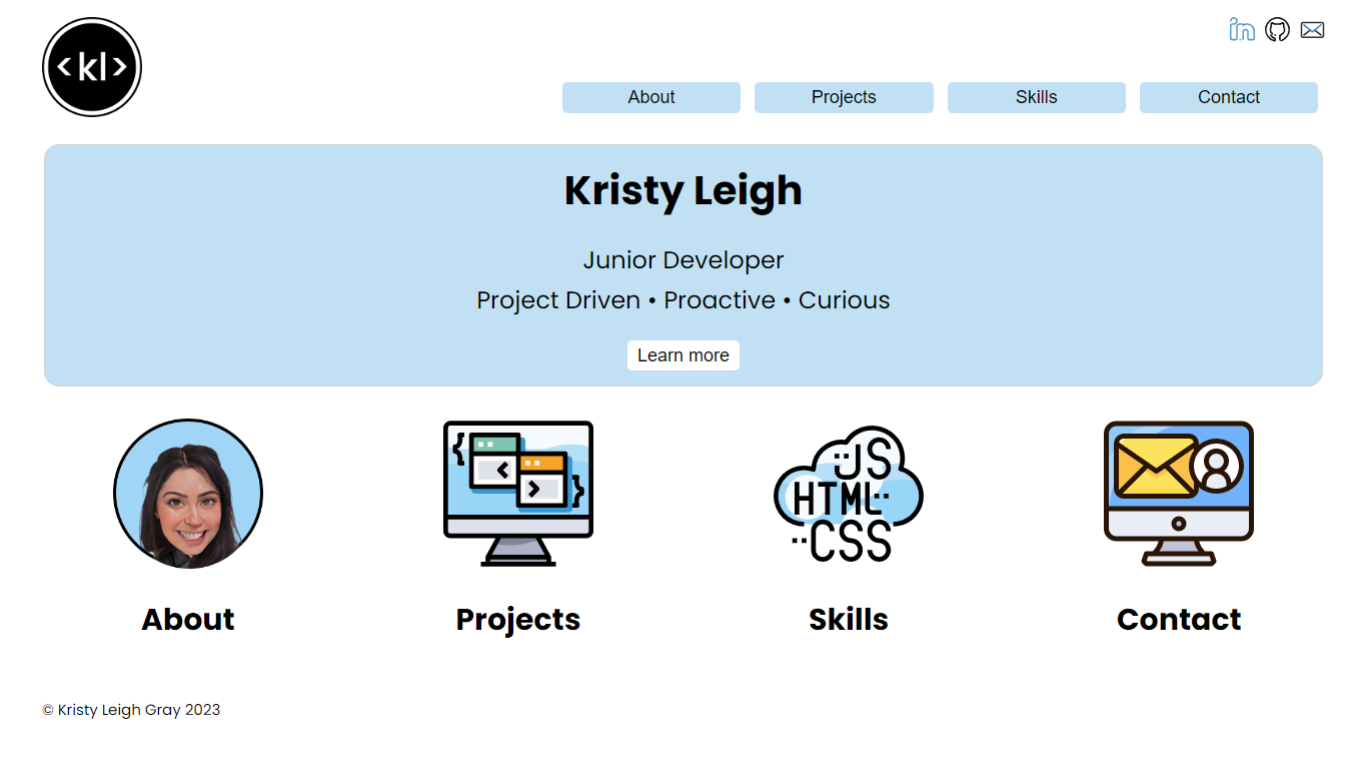 <kl>
in
About Projects Skills Contact
Kristy Leigh
Junior Developer
Project Driven • Proactive • Curious
Learn more
JS
HTML
CSS
About Projects Skills Contact
© Kristy Leigh Gray 2023